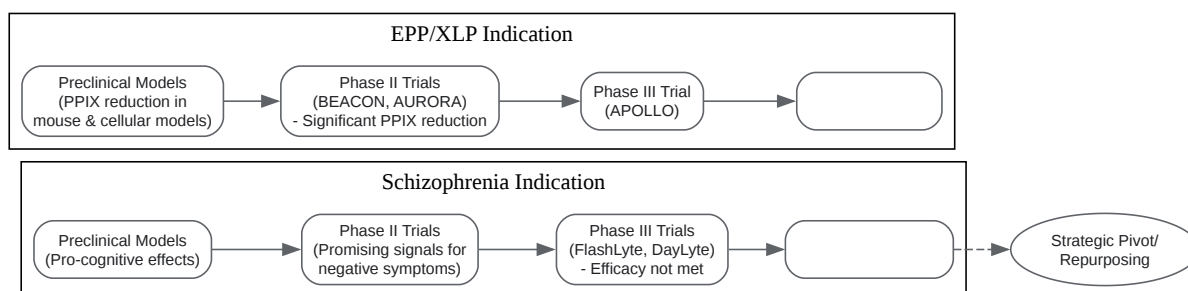 EPP/XLP Indication
Preclinical Models
(PPIX reduction in
mouse & cellular models)
Phase II Trials
(BEACON, AURORA)
- Significant PPIX reduction
Phase III Trial
(APOLLO)
Schizophrenia Indication
Preclinical Models
(Pro-cognitive effects)
Phase II Trials
(Promising signals for
negative symptoms)
Phase III Trials
(FlashLyte, DayLyte)
- Efficacy not met
Strategic Pivot/
Repurposing